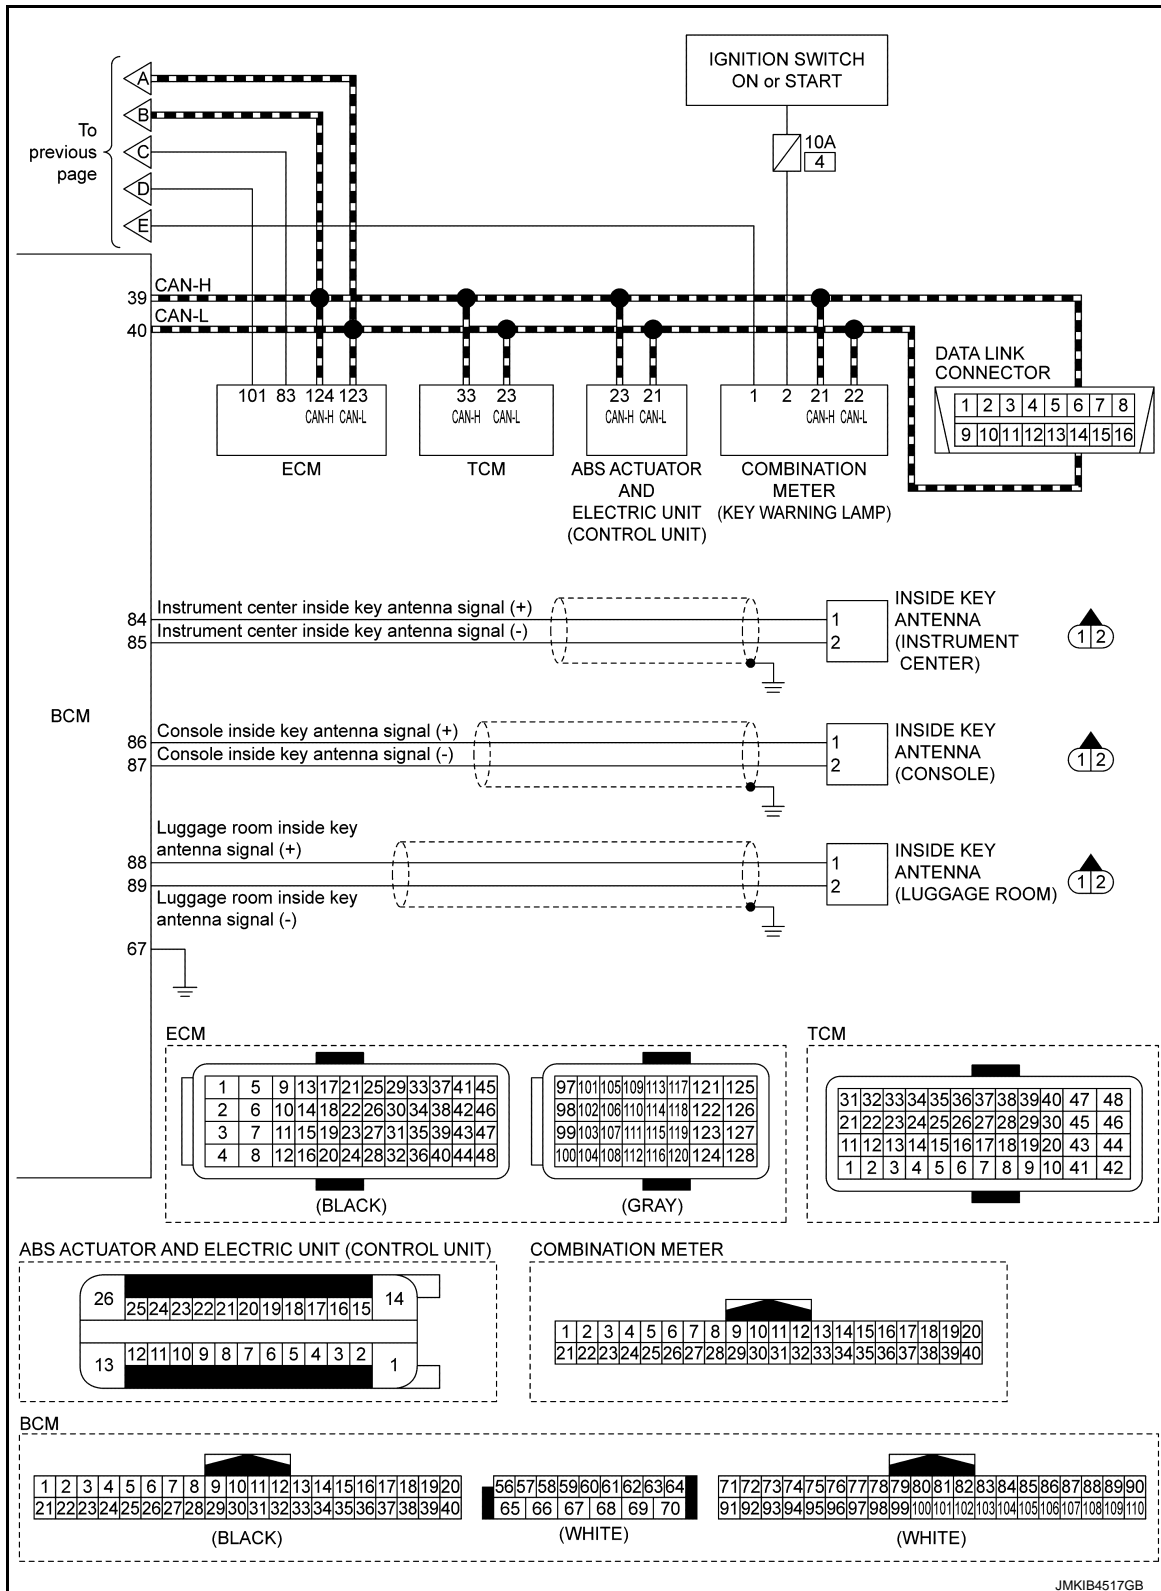 IGNITION SWITCH
ON or START
10A
4
To
previous
page
A
B
C
D
E
39 CAN-H
40 CAN-L
101 83 124 123
CAN-H CAN-L
ECM
33 23
CAN-H CAN-L
TCM
23 21
CAN-H CAN-L
ABS ACTUATOR
AND
ELECTRIC UNIT
(CONTROL UNIT)
1 2 21 22
CAN-H CAN-L
COMBINATION
METER
(KEY WARNING LAMP)
DATA LINK
CONNECTOR
1 2 3 4 5 6 7 8
9 10 11 12 13 14 15 16
BCM
84 Instrument center inside key antenna signal (+) 1
85 Instrument center inside key antenna signal (-) 2
INSIDE KEY
ANTENNA
(INSTRUMENT
CENTER)
1 2
86 Console inside key antenna signal (+) 1
87 Console inside key antenna signal (-) 2
INSIDE KEY
ANTENNA
(CONSOLE)
1 2
Luggage room inside key
antenna signal (+)
88 1
89 2
Luggage room inside key
antenna signal (-)
INSIDE KEY
ANTENNA
(LUGGAGE ROOM)
1 2
67
ECM
1 5 9 13 17 21 25 29 33 37 41 45
2 6 10 14 18 22 26 30 34 38 42 46
3 7 11 15 19 23 27 31 35 39 43 47
4 8 12 16 20 24 28 32 36 40 44 48
(BLACK)
97 101 105 109 113 117 121 125
98 102 106 110 114 118 122 126
99 103 107 111 115 119 123 127
100 104 108 112 116 120 124 128
(GRAY)
TCM
31 32 33 34 35 36 37 38 39 40 47 48
21 22 23 24 25 26 27 28 29 30 45 46
11 12 13 14 15 16 17 18 19 20 43 44
1 2 3 4 5 6 7 8 9 10 41 42
ABS ACTUATOR AND ELECTRIC UNIT (CONTROL UNIT)
26 25 24 23 22 21 20 19 18 17 16 15 14
13 12 11 10 9 8 7 6 5 4 3 2 1
COMBINATION METER
1 2 3 4 5 6 7 8 9 10 11 12 13 14 15 16 17 18 19 20
21 22 23 24 25 26 27 28 29 30 31 32 33 34 35 36 37 38 39 40
BCM
1 2 3 4 5 6 7 8 9 10 11 12 13 14 15 16 17 18 19 20
21 22 23 24 25 26 27 28 29 30 31 32 33 34 35 36 37 38 39 40
(BLACK)
56 57 58 59 60 61 62 63 64
65 66 67 68 69 70
(WHITE)
71 72 73 74 75 76 77 78 79 80 81 82 83 84 85 86 87 88 89 90
91 92 93 94 95 96 97 98 99 100 101 102 103 104 105 106 107 108 109 110
(WHITE)
JMKIB4517GB